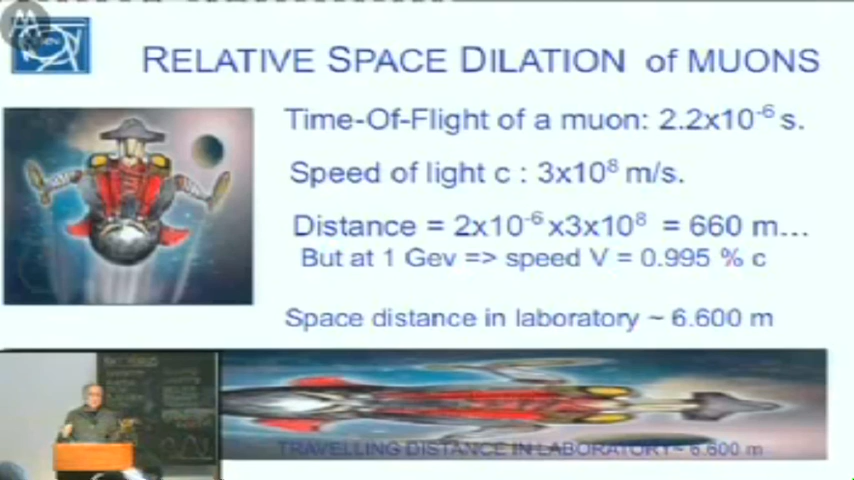 RELATIVE SPACE DILATION of MUONS
Time-Of-Flight of a muon: 2.2x10⁻⁶ s.
Speed of light c : 3x10⁸ m/s.
Distance = 2x10⁻⁶x3x10⁸ = 660 m...
But at 1 Gev => speed V = 0.995 % c
Space distance in laboratory ~ 6.600 m
TRAVELLING DISTANCE IN LABORATORY ~ 6.600 m